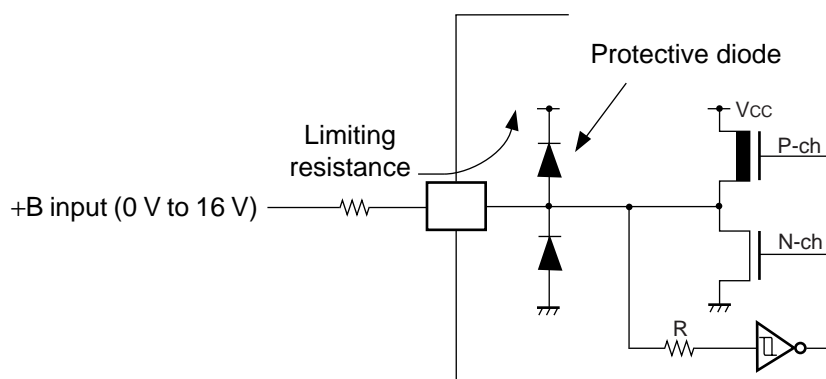 Protective diode
VCC
Limiting
resistance
P-ch
+B input (0 V to 16 V)
N-ch
R